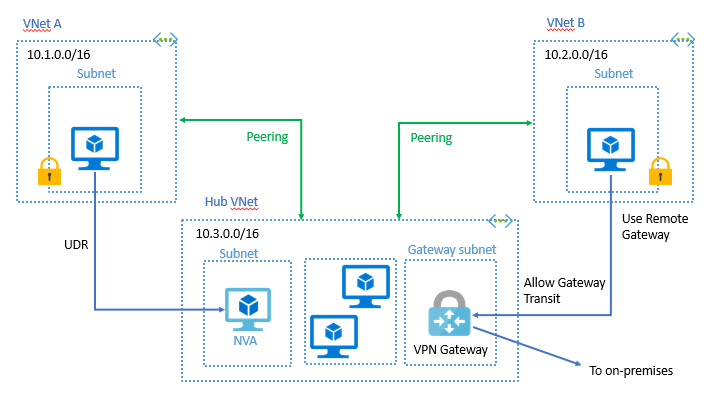 VNet A
VNet B
10.1.0.0/16
10.2.0.0/16
Subnet
Subnet
Peering
Peering
Hub VNet
Use Remote
Gateway
10.3.0.0/16
UDR
Subnet
Gateway subnet
Allow Gateway
Transit
NVA
VPN Gateway
To on-premises